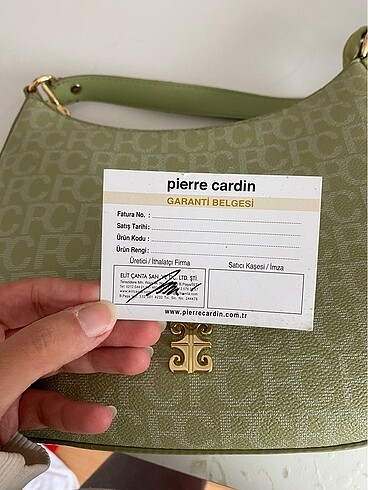 pierre cardin
GARANTİ BELGESİ
Fatura No. :
Satış Tarihi :
Ürün Kodu :
Ürün Rengi :
Üretici / İthalatçı Firma
Satıcı Kaşesi / İmza
ELİT ÇANTA SAN. VE TİC. LTD. ŞTİ.
www.pierrecardin.com.tr